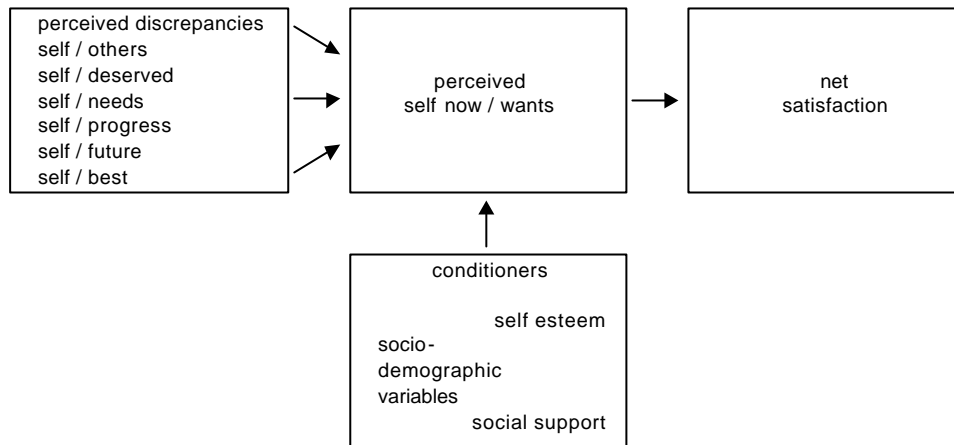 perceived discrepancies
self / others
self / deserved
self / needs
self / progress
self / future
self / best
perceived
self now / wants
net
satisfaction
conditioners
self esteem
socio-
demographic
variables
social support